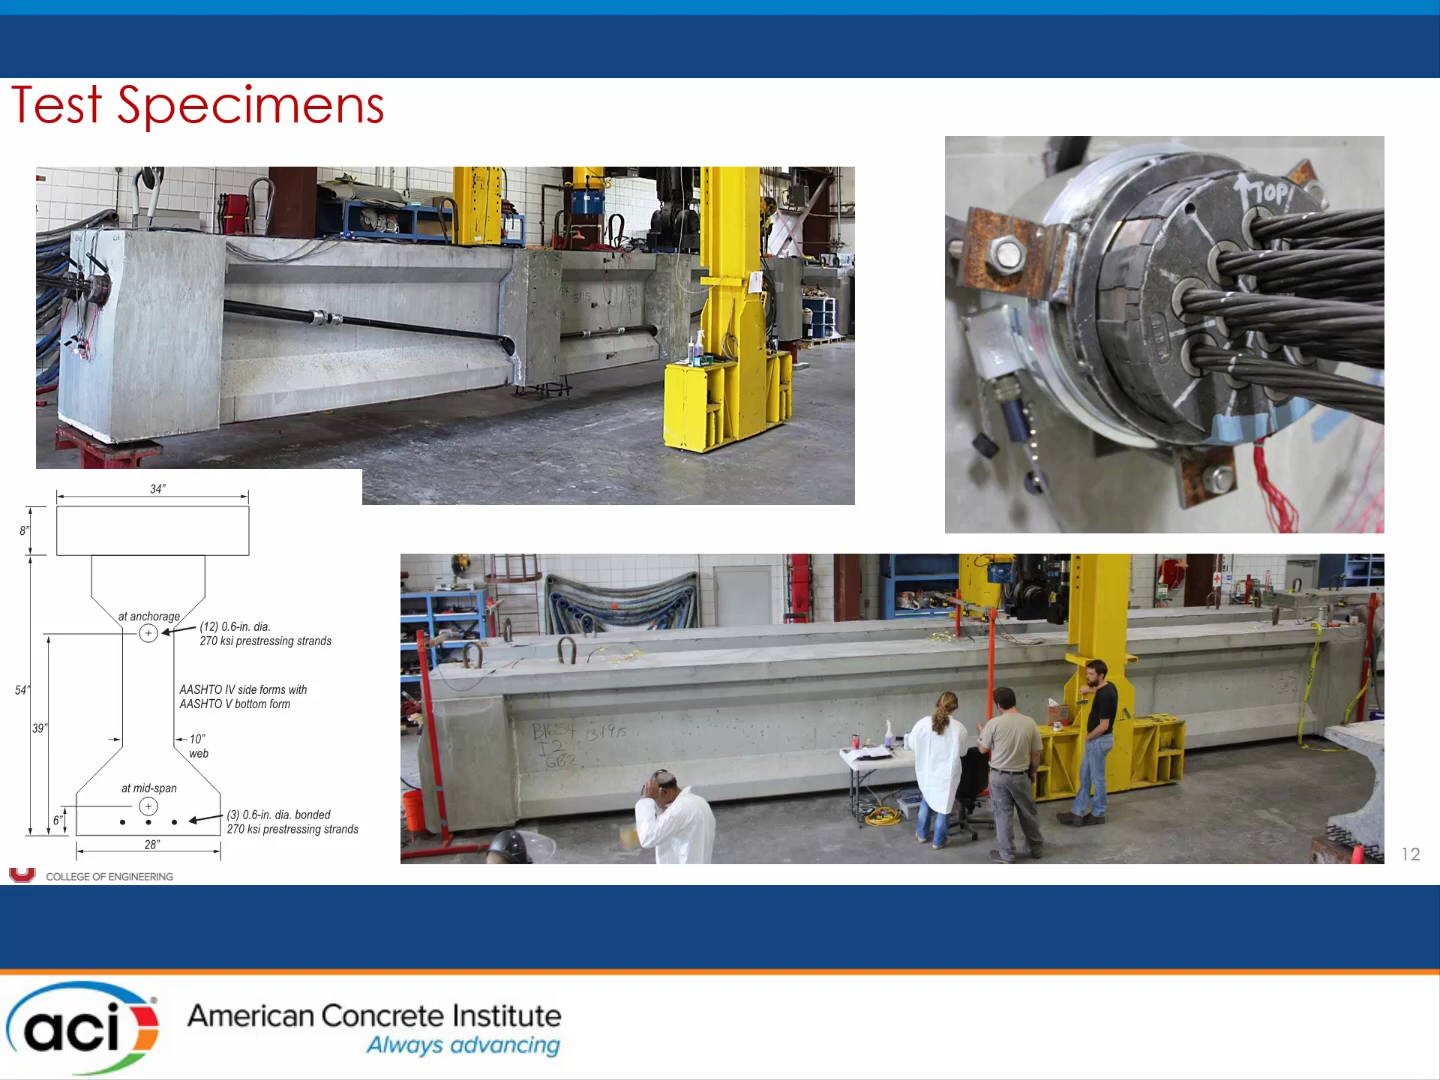 Test Specimens
TOP
34"
8"
at anchorage
(12) 0.6-in. dia.
270 ksi prestressing strands
54"
AASHTO IV side forms with
AASHTO V bottom form
39"
10"
web
at mid-span
6"
(3) 0.6-in. dia. bonded
270 ksi prestressing strands
28"
12
COLLEGE OF ENGINEERING
aci
American Concrete Institute
Always advancing